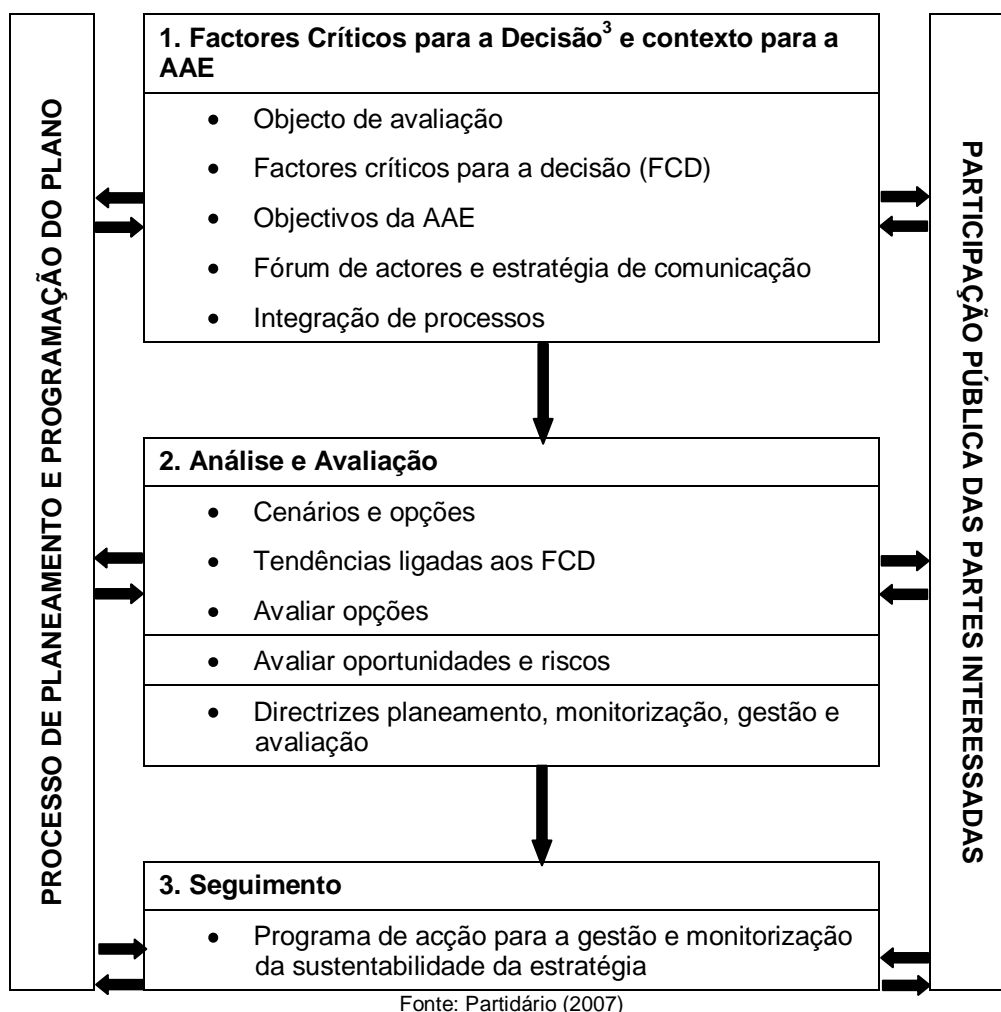 PROCESSO DE PLANEAMENTO E PROGRAMAÇÃO DO PLANO
1. Factores Críticos para a Decisão3 e contexto para a
AAE
• Objecto de avaliação
• Factores críticos para a decisão (FCD)
• Objectivos da AAE
• Fórum de actores e estratégia de comunicação
• Integração de processos
2. Análise e Avaliação
• Cenários e opções
• Tendências ligadas aos FCD
• Avaliar opções
• Avaliar oportunidades e riscos
• Directrizes planeamento, monitorização, gestão e
avaliação
3. Seguimento
• Programa de acção para a gestão e monitorização
da sustentabilidade da estratégia
PARTICIPAÇÃO PÚBLICA DAS PARTES INTERESSADAS
Fonte: Partidário (2007)